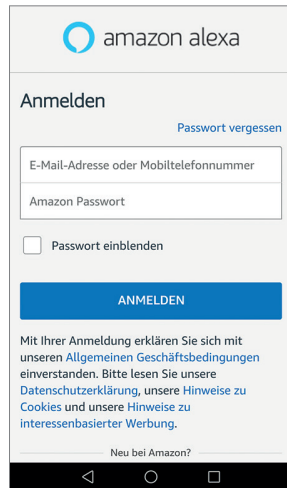 amazon alexa
Anmelden
Passwort vergessen
E-Mail-Adresse oder Mobiltelefonnummer
Amazon Passwort
Passwort einblenden
ANMELDEN
Mit Ihrer Anmeldung erklären Sie sich mit
unseren Allgemeinen Geschäftsbedingungen
einverstanden. Bitte lesen Sie unsere
Datenschutzerklärung, unsere Hinweise zu
Cookies und unsere Hinweise zu
interessenbasierter Werbung.
Neu bei Amazon?